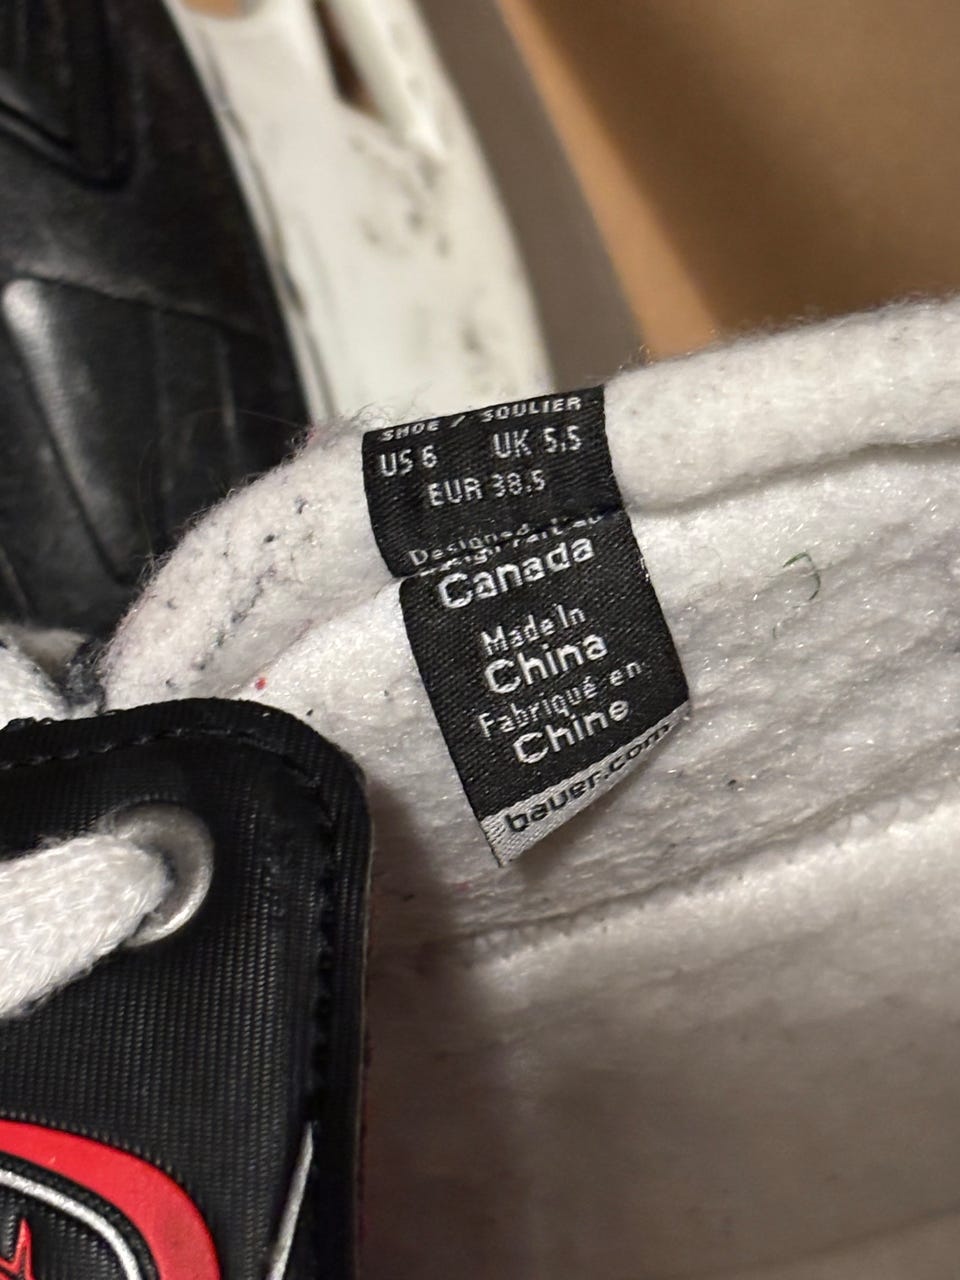 SHOE / SOULIER
US 6 UK 5.5
EUR 38.5
Designed
Canada
Made In
China
Fabriqué en
Chine
bauer.com